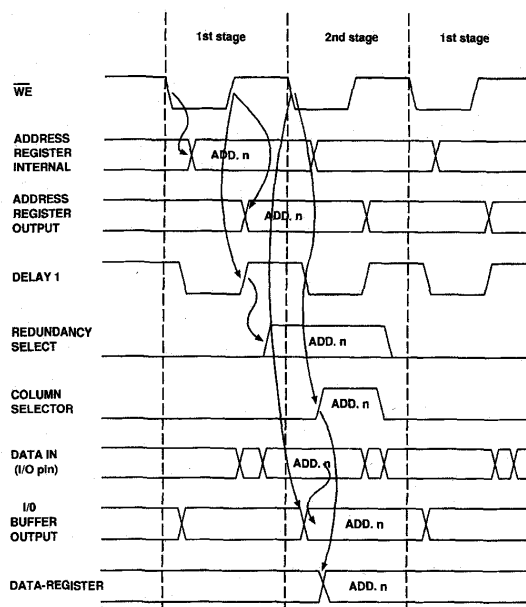 1st stage 2nd stage 1st stage
WE
ADDRESS
REGISTER
INTERNAL
ADD. n
ADDRESS
REGISTER
OUTPUT
ADD. n
DELAY 1
REDUNDANCY
SELECT
ADD. n
COLUMN
SELECTOR
ADD. n
DATA IN
(I/O pin)
ADD. n
I/0
BUFFER
OUTPUT
ADD. n
DATA-REGISTER
ADD. n